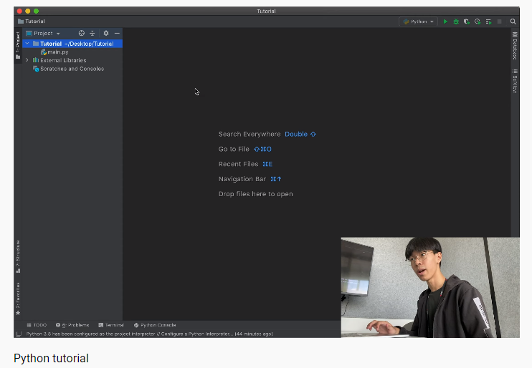 Tutorial
Tutorial
Python
Project
Project
Tutorial ~/Desktop/Tutorial
main.py
External Libraries
Scratches and Consoles
Search Everywhere Double ⇧
Go to File ⇧⌘O
Recent Files ⌘E
Navigation Bar ⌘↑
Drop files here to open
Database
SciView
Structure
Favorites
TODO
6: Problems
Terminal
Python Console
Python 3.8 has been configured as the project interpreter // Configure a Python Interpreter... (44 minutes ago)
Python tutorial